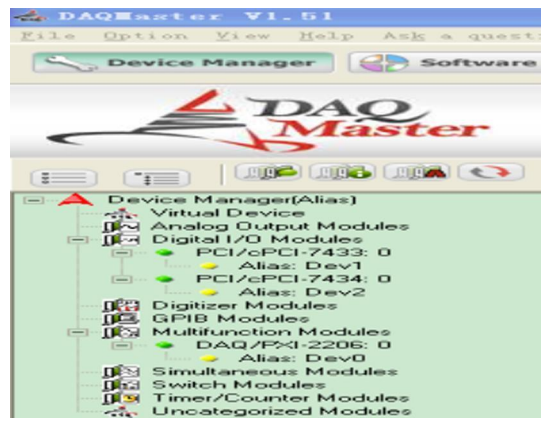 DAQMaster V1.51
File Option View Help Ask a quest
Device Manager Software
DAQ
Master
Device Manager(Alias)
Virtual Device
Analog Output Modules
Digital I/O Modules
PCI/cPCI-7433: 0
Alias: Dev1
PCI/cPCI-7434: 0
Alias: Dev2
Digitizer Modules
GPIB Modules
Multifunction Modules
DAQ/PXI-2206: 0
Alias: Dev0
Simultaneous Modules
Switch Modules
Timer/Counter Modules
Uncategorized Modules